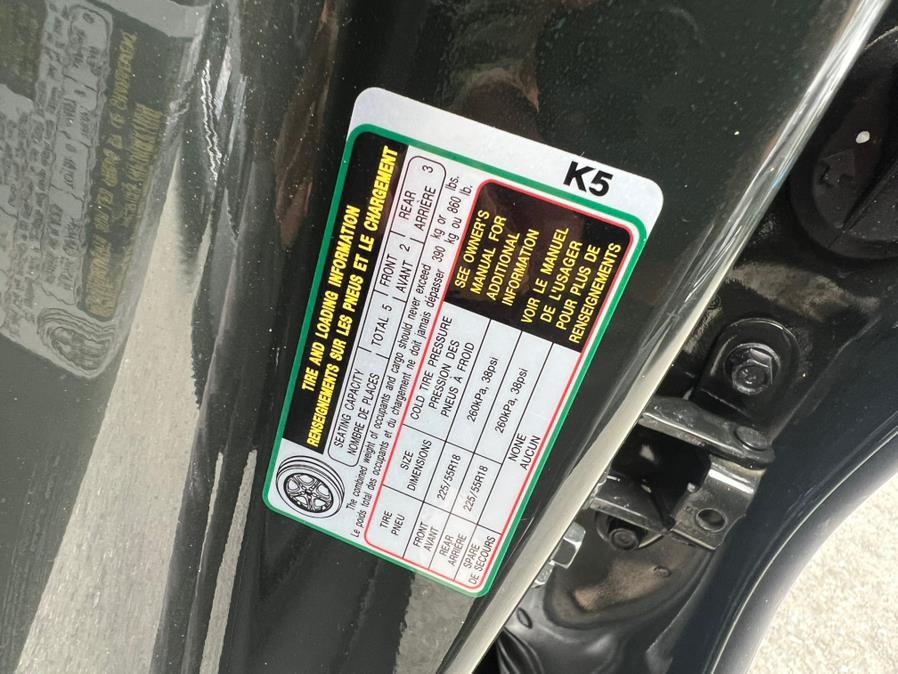 K5
TIRE AND LOADING INFORMATION
RENSEIGNEMENTS SUR LES PNEUS ET LE CHARGEMENT
SEATING CAPACITY
NOMBRE DE PLACES
TOTAL 5
FRONT
AVANT 2
REAR
ARRIÈRE 3
The combined weight of occupants and cargo should never exceed 390 kg or 860 lbs.
Le poids total des occupants et du chargement ne doit jamais dépasser 390 kg ou 860 lb.
TIRE
PNEU
SIZE
DIMENSIONS
COLD TIRE PRESSURE
PRESSION DES
PNEUS À FROID
FRONT
AVANT
225/55R18
260kPa, 38psi
REAR
ARRIÈRE
225/55R18
260kPa, 38psi
SPARE
DE SECOURS
NONE
AUCUN
SEE OWNER'S
MANUAL FOR
ADDITIONAL
INFORMATION
VOIR LE MANUEL
DE L'USAGER
POUR PLUS DE
RENSEIGNEMENTS